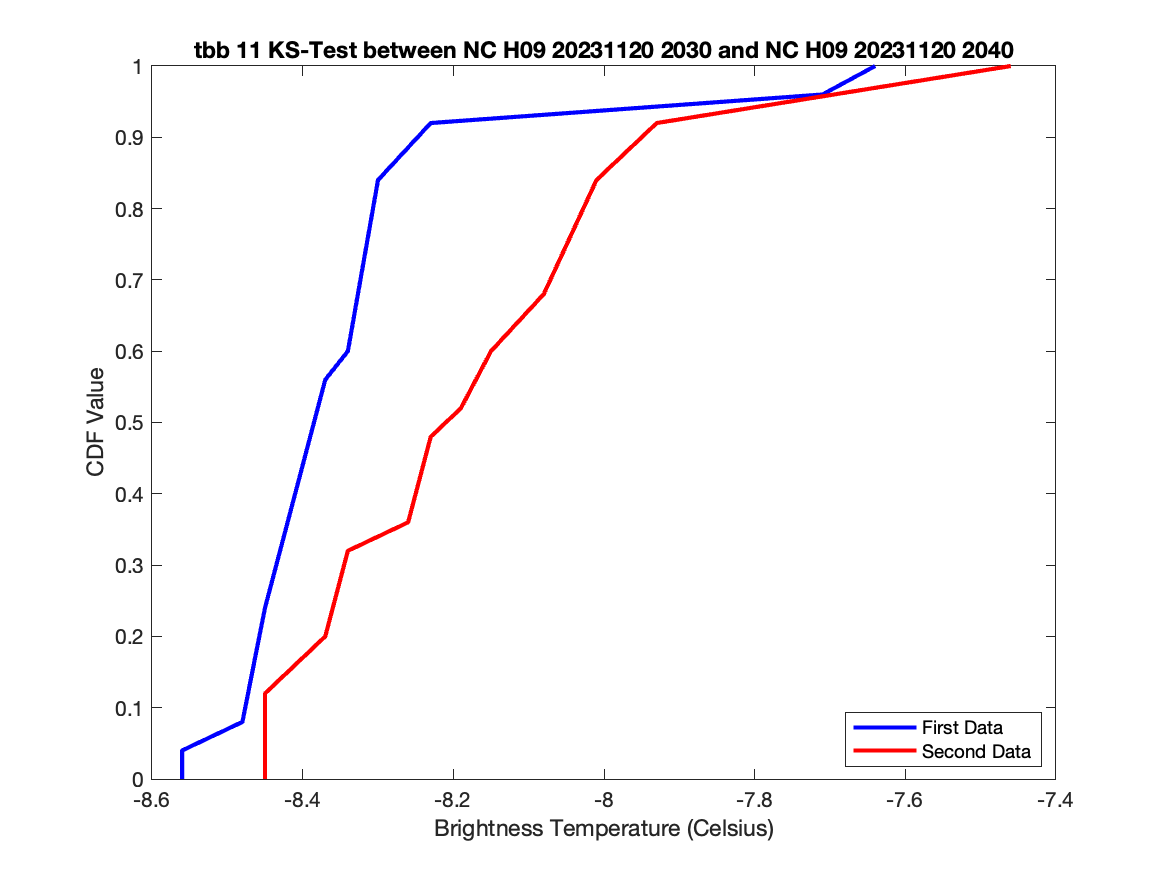 tbb 11 KS-Test between NC H09 20231120 2030 and NC H09 20231120 2040
1
0.9
0.8
0.7
0.6
0.5
0.4
0.3
0.2
0.1
0
CDF Value
First Data
Second Data
-8.6 -8.4 -8.2 -8 -7.8 -7.6 -7.4
Brightness Temperature (Celsius)